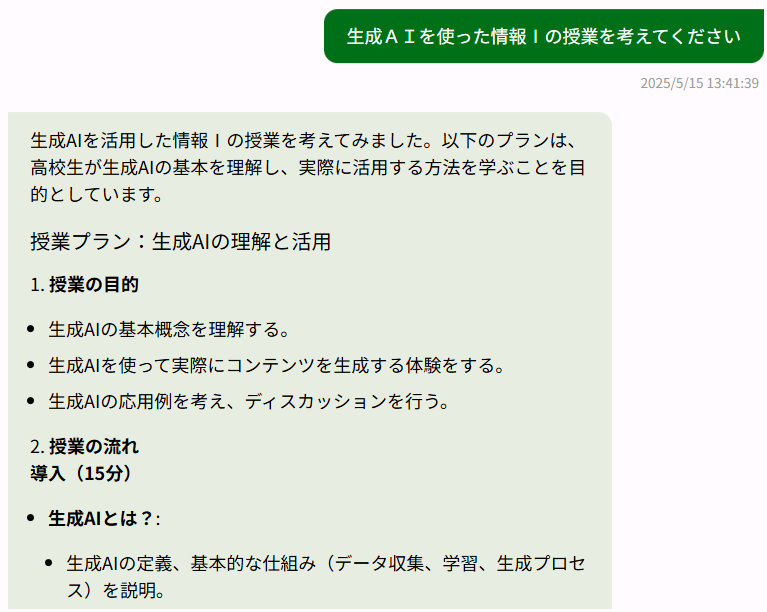 生成ＡＩを使った情報Ⅰの授業を考えてください
2025/5/15 13:41:39
生成AIを活用した情報Ⅰの授業を考えてみました。以下のプランは、
高校生が生成AIの基本を理解し、実際に活用する方法を学ぶことを目
的としています。
授業プラン：生成AIの理解と活用
1. 授業の目的
• 生成AIの基本概念を理解する。
• 生成AIを使って実際にコンテンツを生成する体験をする。
• 生成AIの応用例を考え、ディスカッションを行う。
2. 授業の流れ
導入（15分）
• 生成AIとは？:
• 生成AIの定義、基本的な仕組み（データ収集、学習、生成プロセ
ス）を説明。